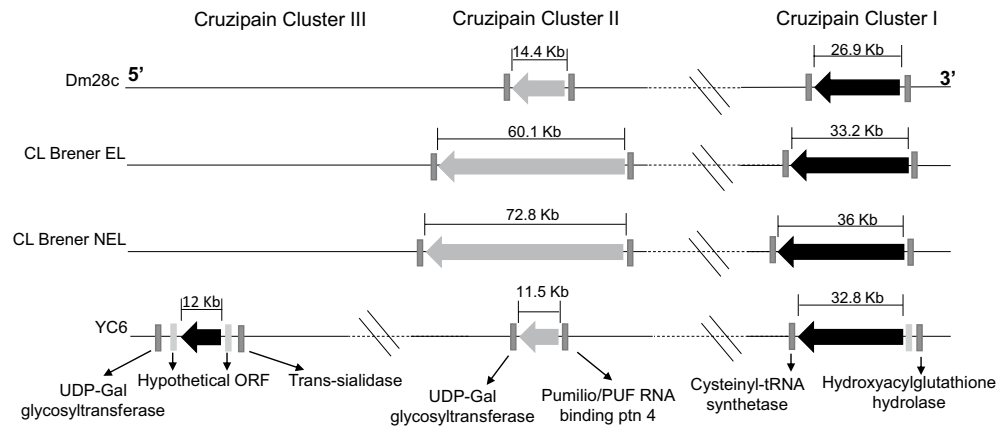 Cruzipain Cluster III
Cruzipain Cluster II
Cruzipain Cluster I
Dm28c
5’
14.4 Kb
26.9 Kb
3’
CL Brener EL
60.1 Kb
33.2 Kb
CL Brener NEL
72.8 Kb
36 Kb
YC6
12 Kb
11.5 Kb
32.8 Kb
UDP-Gal
glycosyltransferase
Hypothetical ORF
Trans-sialidase
UDP-Gal
glycosyltransferase
Pumilio/PUF RNA
binding ptn 4
Cysteinyl-tRNA
synthetase
Hydroxyacylglutathione
hydrolase